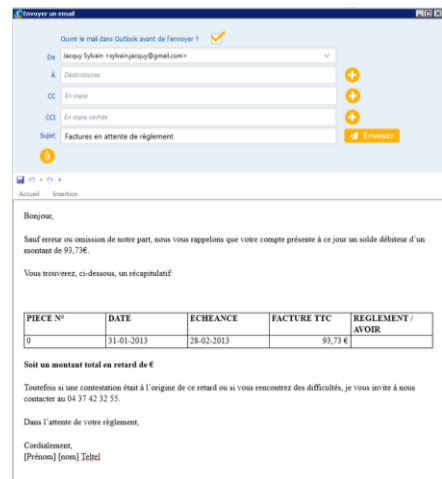 Envoyer un email
Ouvrir le mail dans Outlook avant de l'envoyer ?
De Jacquy Sylvain <sylvain.jacquy@gmail.com>
À Destinataires
CC En copie
CCI En copie cachée
Sujet Factures en attente de règlement Envoyer
Accueil Insertion
Bonjour,
Sauf erreur ou omission de notre part, nous vous rappelons que votre compte présente à ce jour un solde débiteur d'un
montant de 93,73€.
Vous trouverez, ci-dessous, un récapitulatif:
PIECE N° DATE ECHEANCE FACTURE TTC REGLEMENT /
AVOIR
0 31-01-2013 28-02-2013 93,73 €
Soit un montant total en retard de €
Toutefois si une contestation était à l'origine de ce retard ou si vous rencontrez des difficultés, je vous invite à nous
contacter au 04 37 42 32 55.
Dans l'attente de votre règlement,
Cordialement,
[Prénom] [nom] Teltel